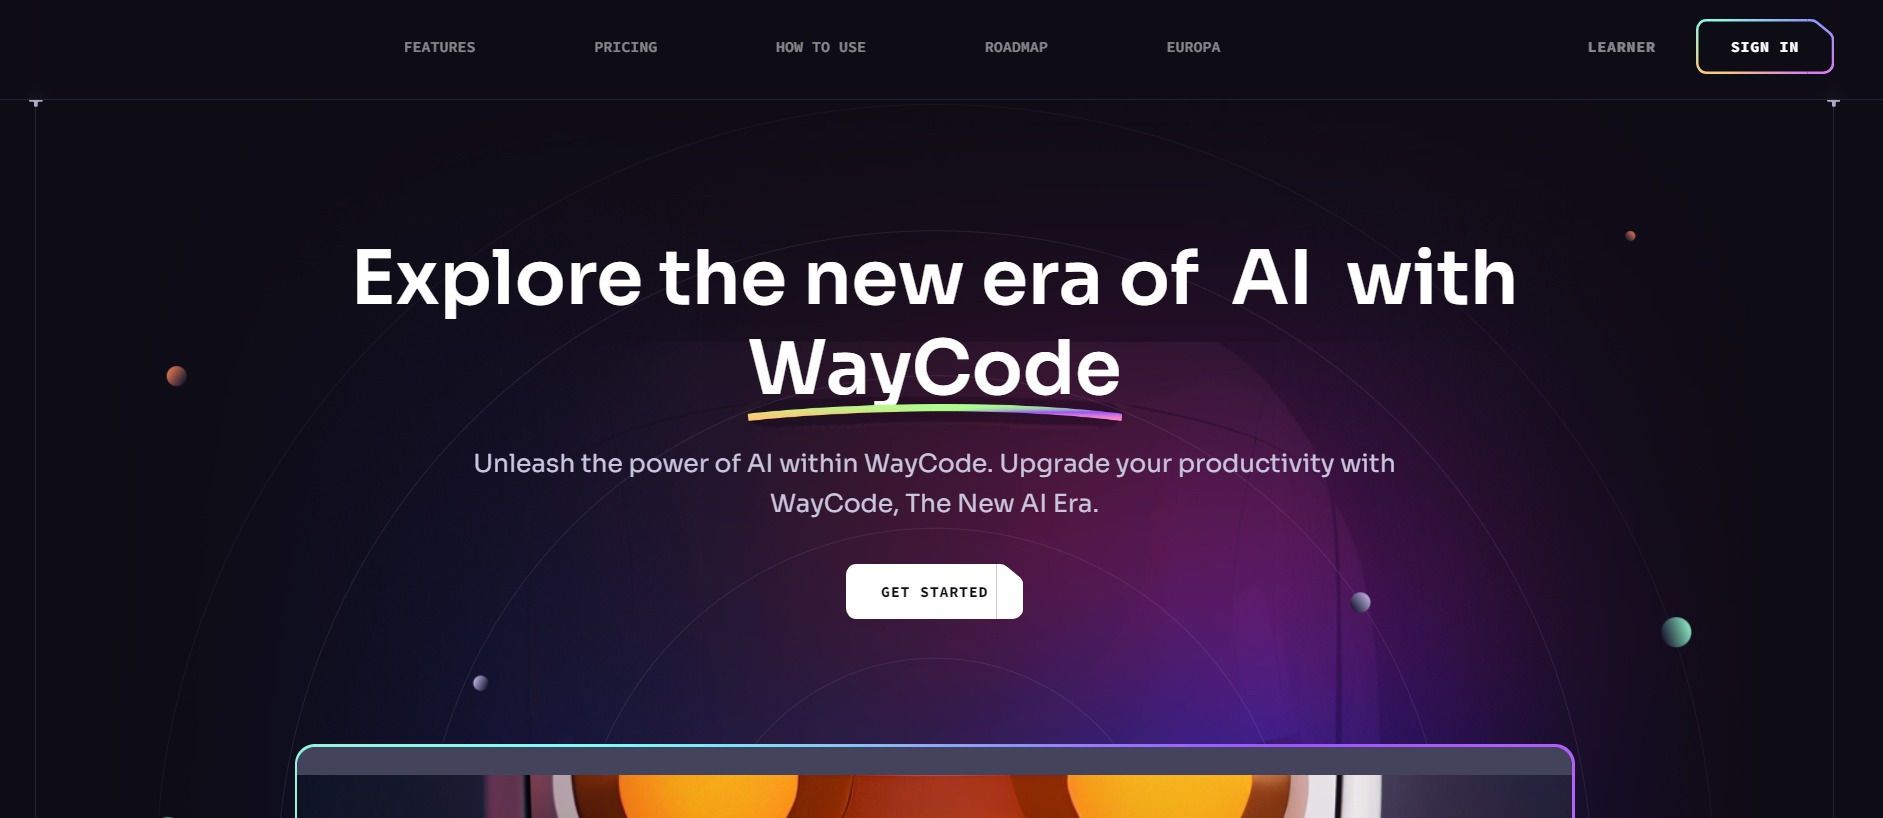 FEATURES PRICING HOW TO USE ROADMAP EUROPA LEARNER SIGN IN
Explore the new era of AI with
WayCode
Unleash the power of AI within WayCode. Upgrade your productivity with
WayCode, The New AI Era.
GET STARTED